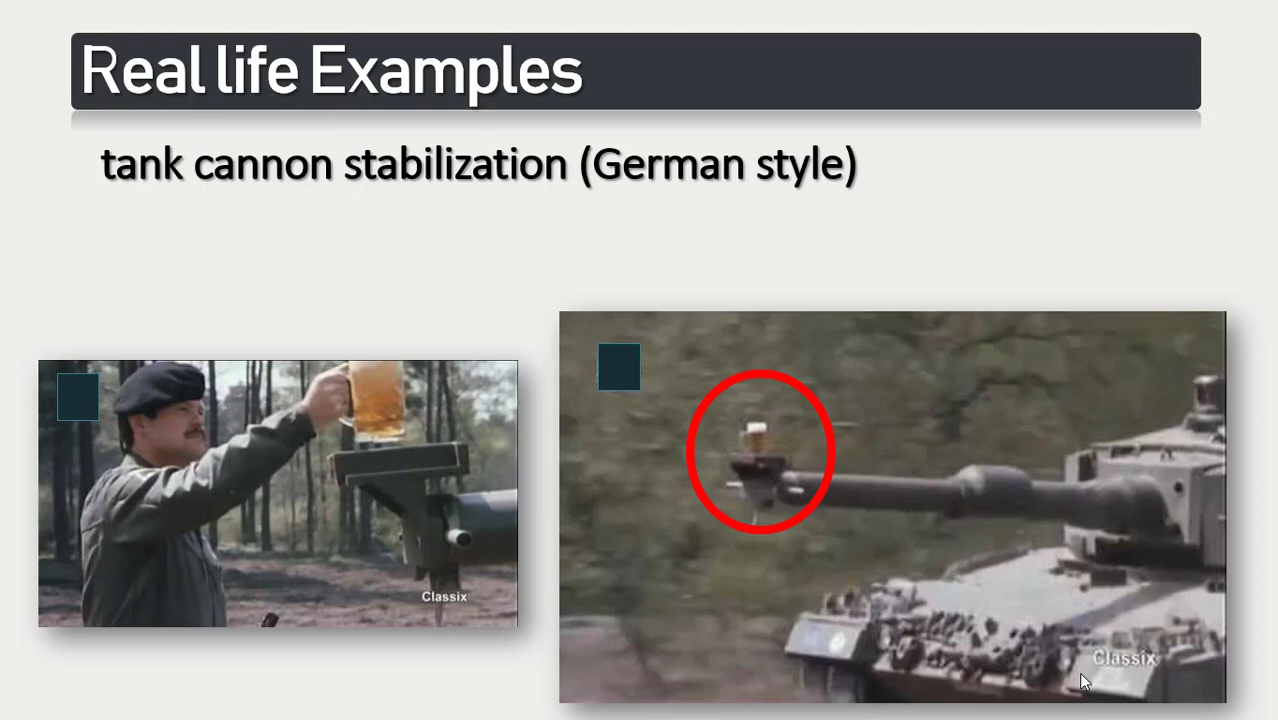 Real life Examples
tank cannon stabilization (German style)
Classix
Classix